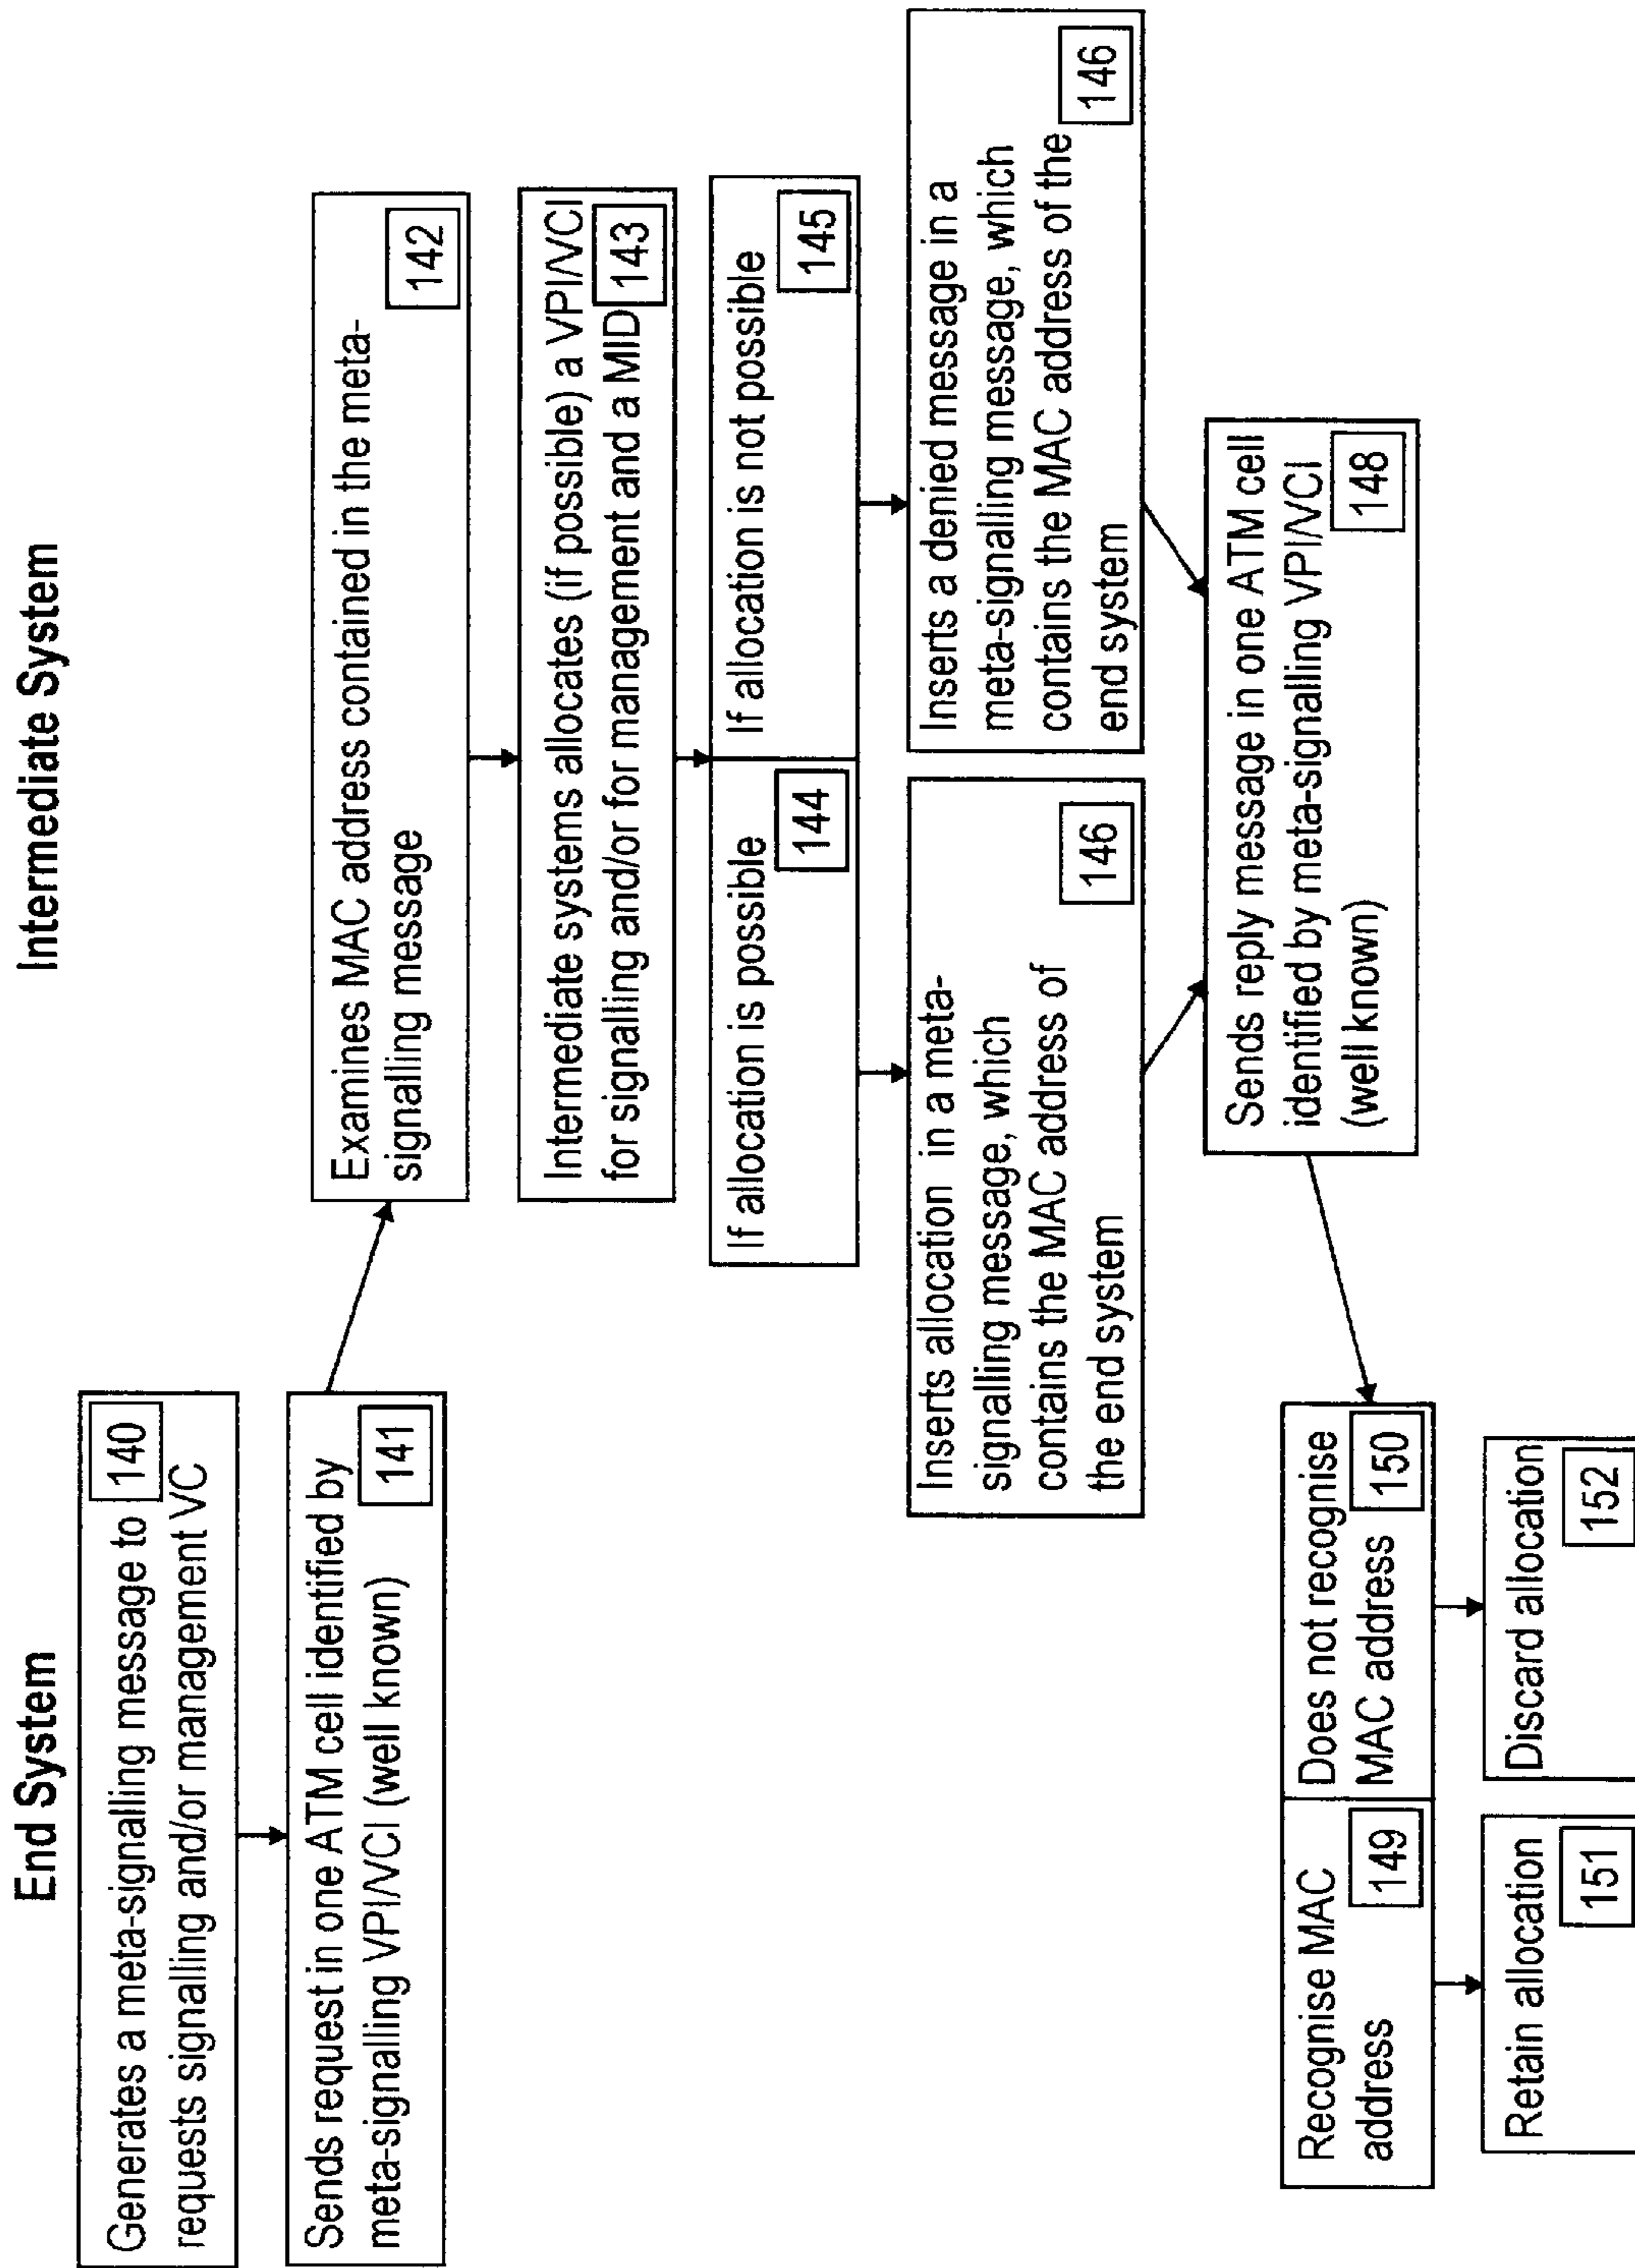 End System
Intermediate System
Generates a meta-signalling message to
requests signalling and/or management VC
140
Sends request in one ATM cell identified by
meta-signalling VPI/VCI (well known)
141
Examines MAC address contained in the meta-
signalling message
142
Intermediate systems allocates (if possible) a VPI/VCI
for signalling and/or for management and a MID
143
If allocation is possible
144
If allocation is not possible
145
Inserts allocation in a meta-
signalling message, which
contains the MAC address of
the end system
146
Inserts a denied message in a
meta-signalling message, which
contains the MAC address of the
end system
146
Sends reply message in one ATM cell
identified by meta-signalling VPI/VCI
(well known)
148
Recognise MAC
address
149
Does not recognise
MAC address
150
Retain allocation
151
Discard allocation
152